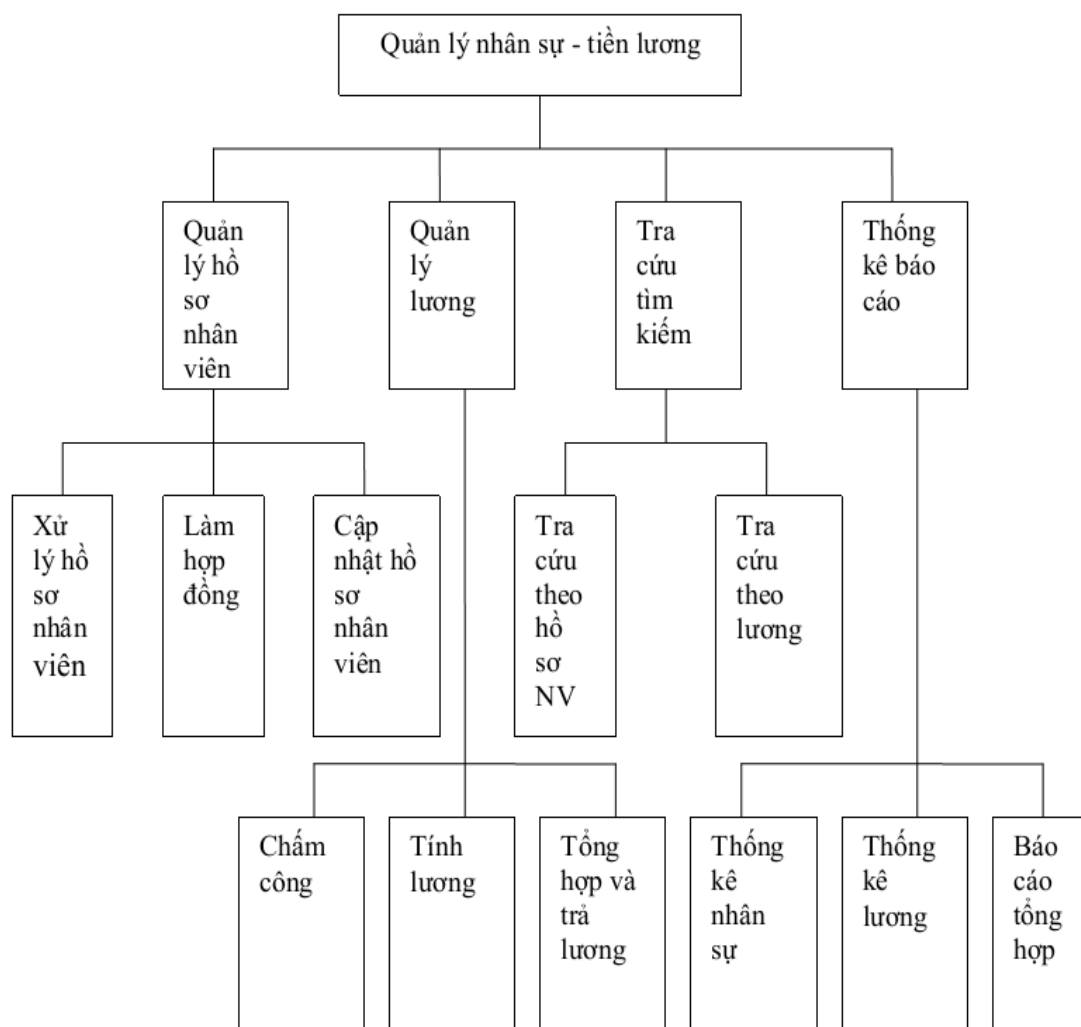 Quản lý nhân sự - tiền lương
Quản
lý hồ
sơ
nhân
viên
Quản
lý
lương
Tra
cứu
tìm
kiếm
Thống
kê báo
cáo
Xử
lý hồ
sơ
nhân
viên
Làm
hợp
đồng
Cập
nhật hồ
sơ
nhân
viên
Tra
cứu
theo
hồ
sơ
NV
Tra
cứu
theo
lương
Chấm
công
Tính
lương
Tổng
hợp và
trả
lương
Thống
kê
nhân
sự
Thống
kê
lương
Báo
cáo
tổng
hợp